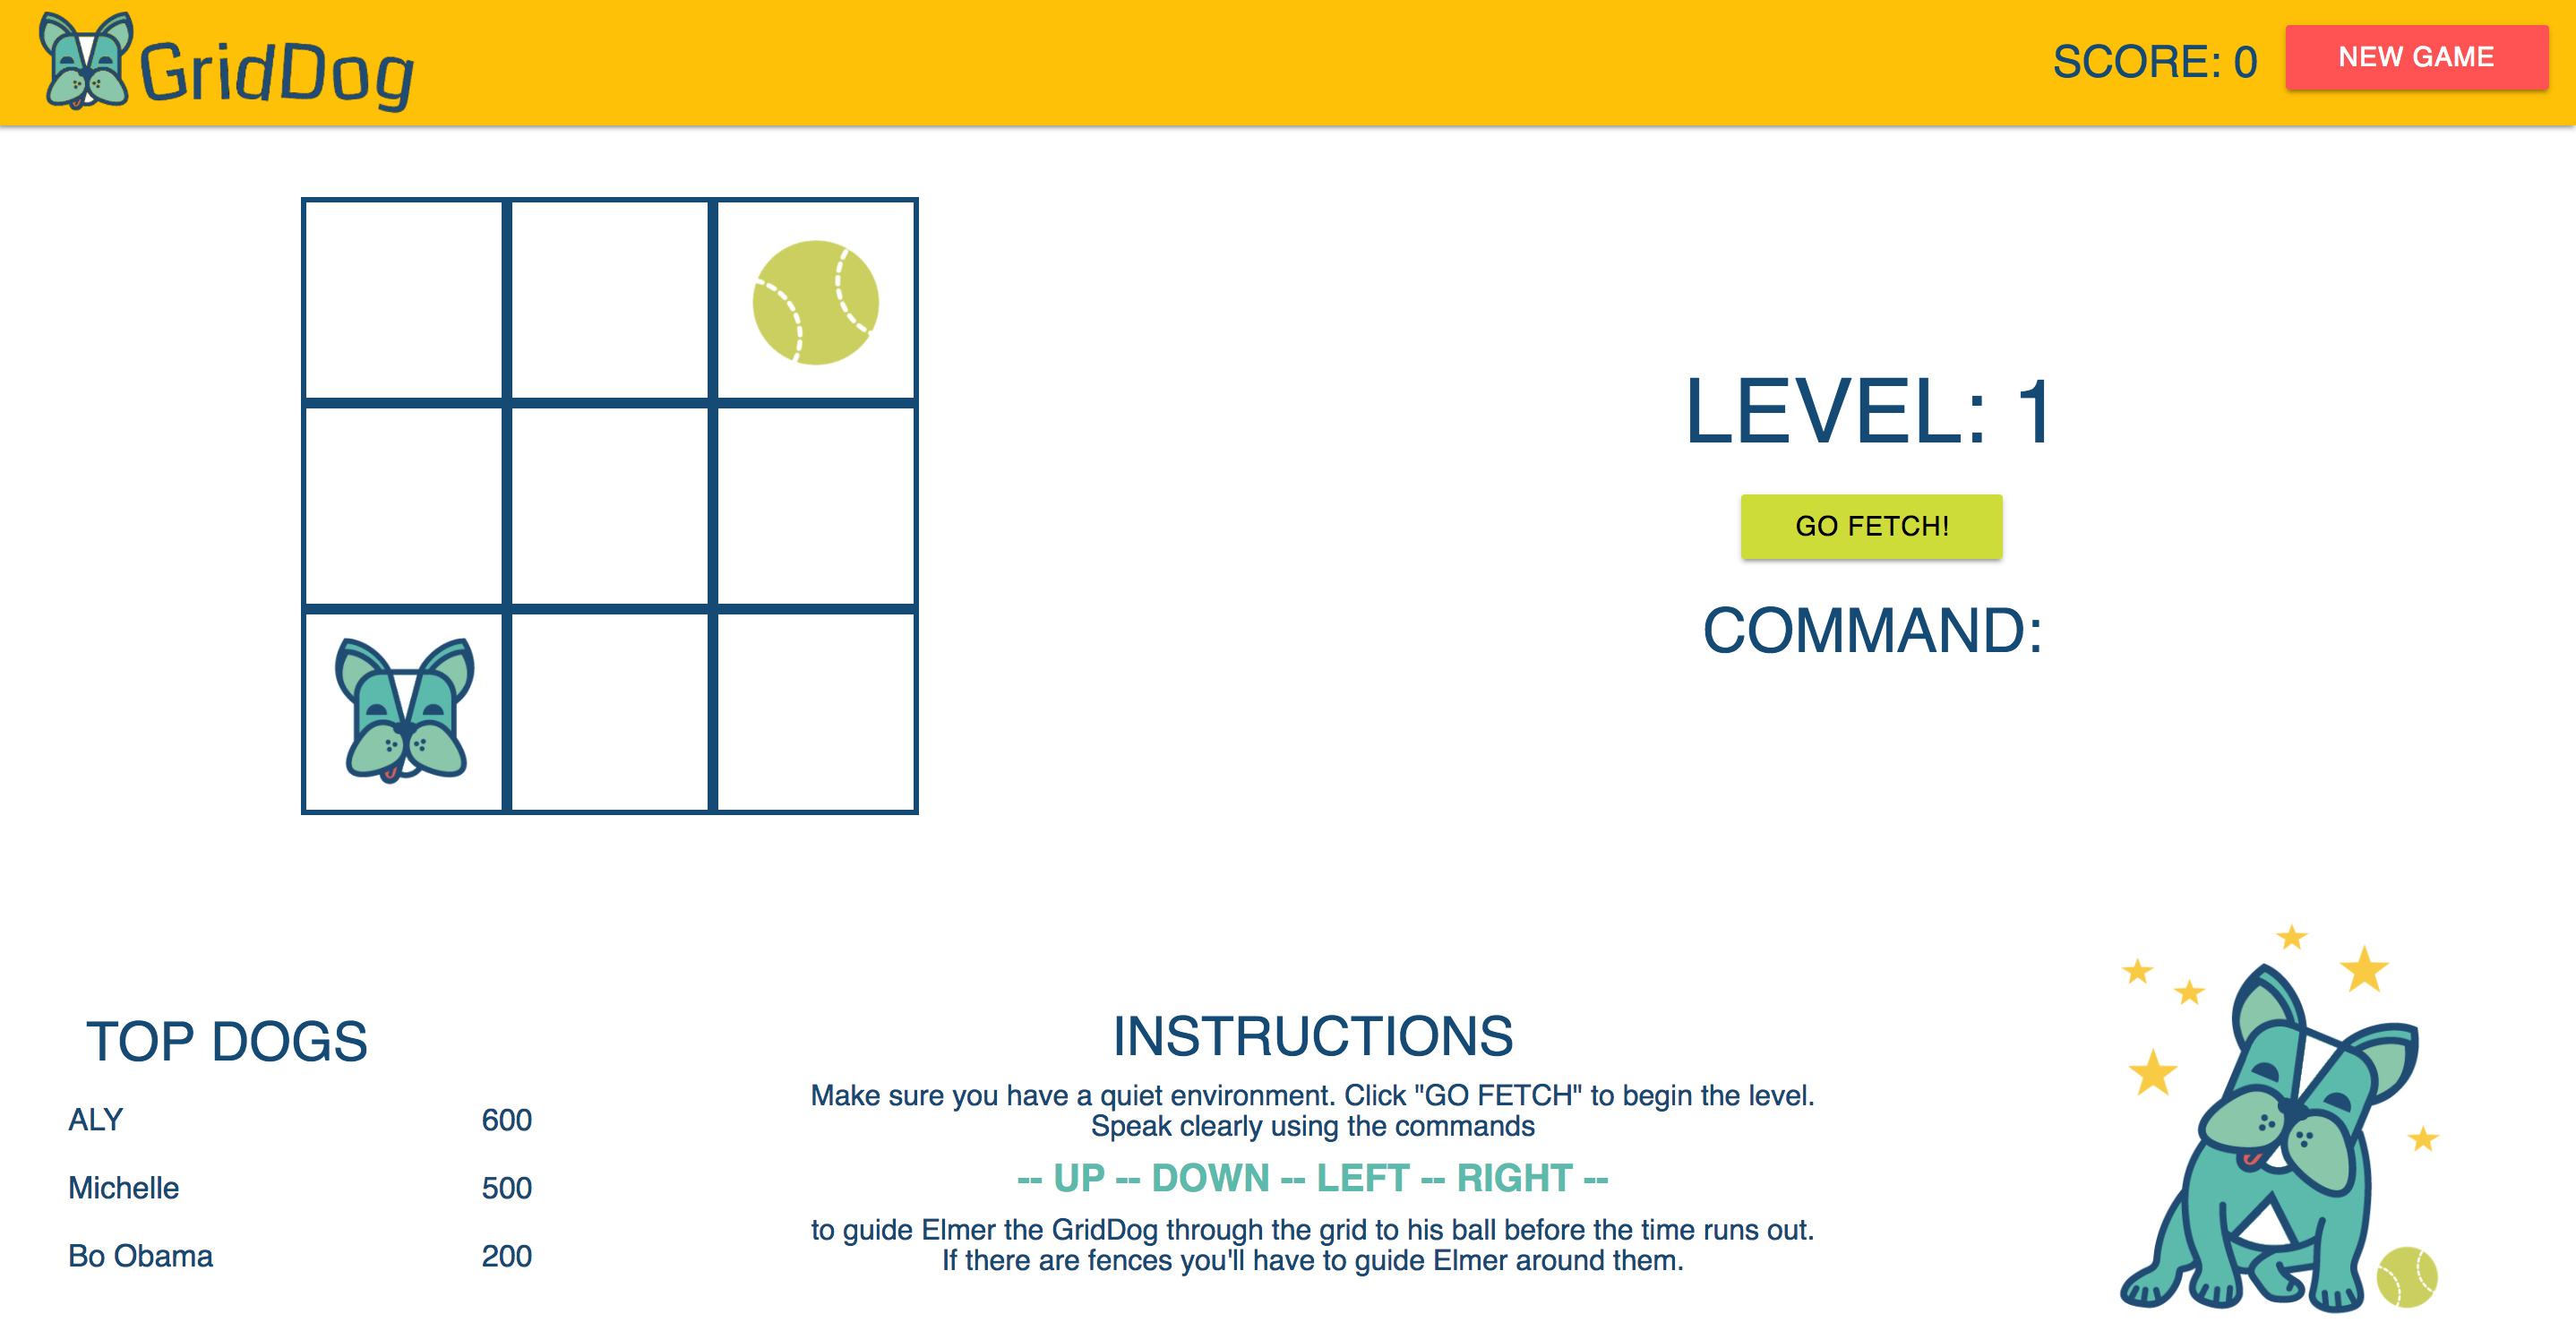 GridDog
SCORE: 0
NEW GAME
LEVEL: 1
GO FETCH!
COMMAND:
TOP DOGS
ALY 600
Michelle 500
Bo Obama 200
INSTRUCTIONS
Make sure you have a quiet environment. Click "GO FETCH" to begin the level.
Speak clearly using the commands
-- UP -- DOWN -- LEFT -- RIGHT --
to guide Elmer the GridDog through the grid to his ball before the time runs out.
If there are fences you'll have to guide Elmer around them.